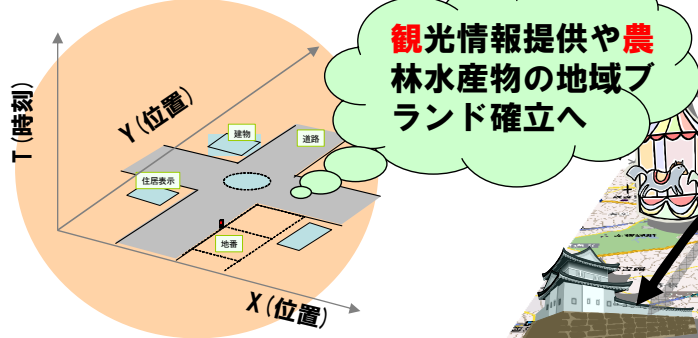 観光情報提供や農
林水産物の地域ブ
ランド確立へ
T(時刻)
Y(位置)
建物
道路
住居表示
地番
X(位置)